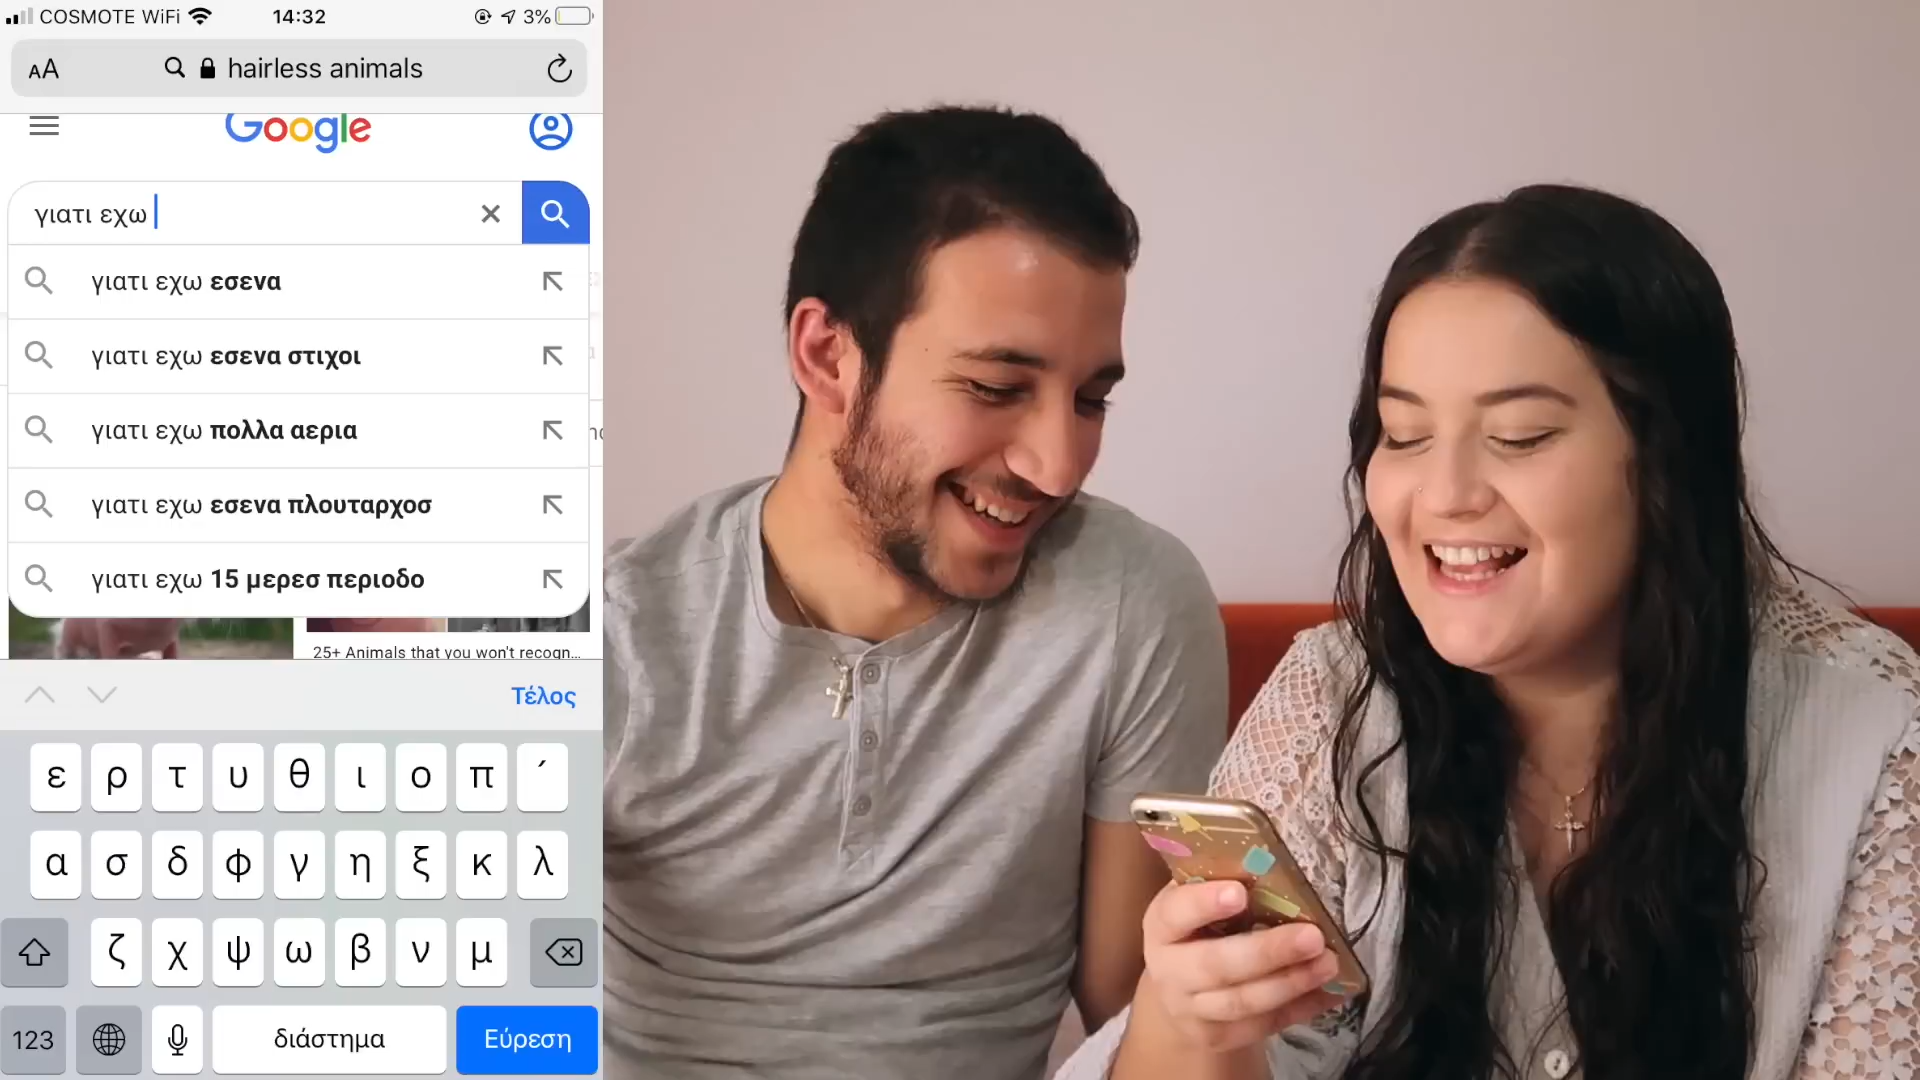 COSMOTE WiFi 14:32 3%
AA hairless animals
Google
γιατι εχω
γιατι εχω εσενα
γιατι εχω εσενα στιχοι
γιατι εχω πολλα αερια
γιατι εχω εσενα πλουταρχοσ
γιατι εχω 15 μερεσ περιοδο
25+ Animals that you won't recogn...
Τέλος
ε ρ τ υ θ ι ο π ΄
α σ δ φ γ η ξ κ λ
ζ χ ψ ω β ν μ
123 διάστημα Εύρεση